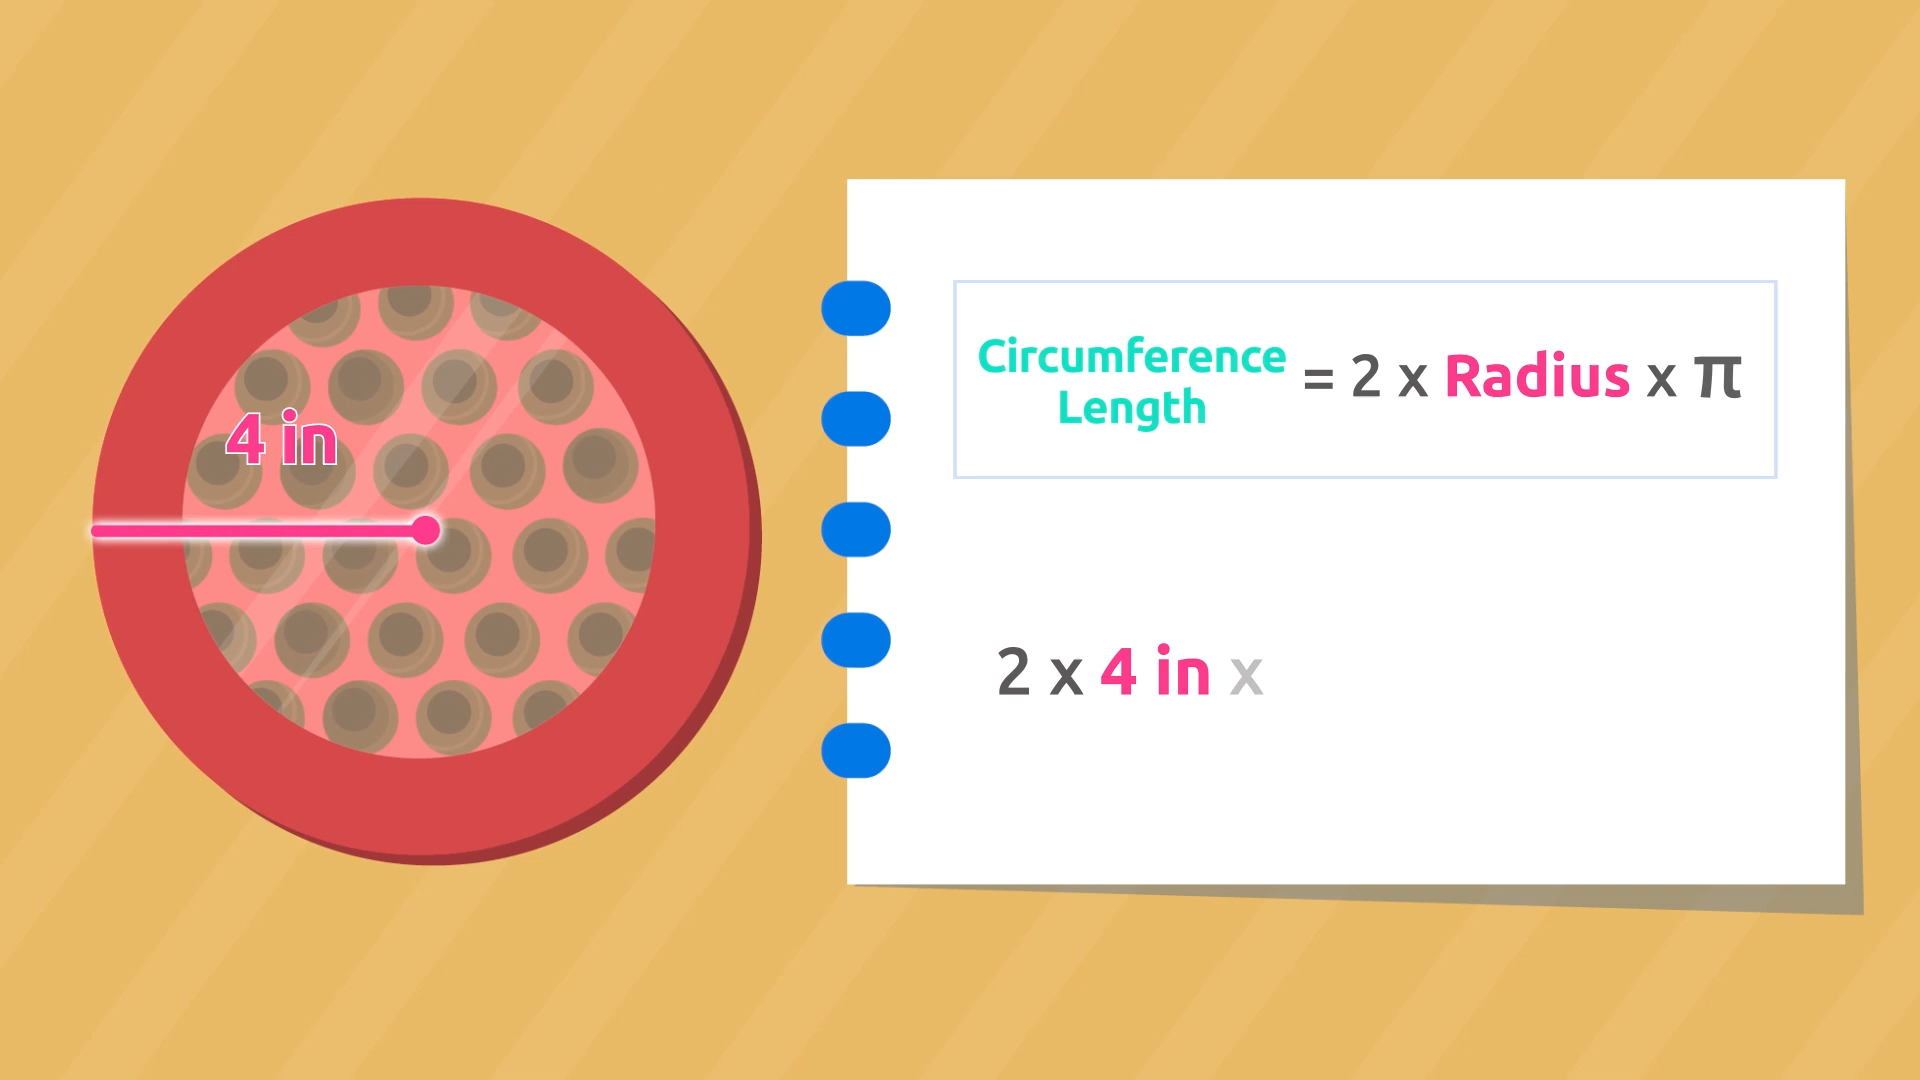 4 in
Circumference
Length
= 2 x Radius x π
2 x 4 in x